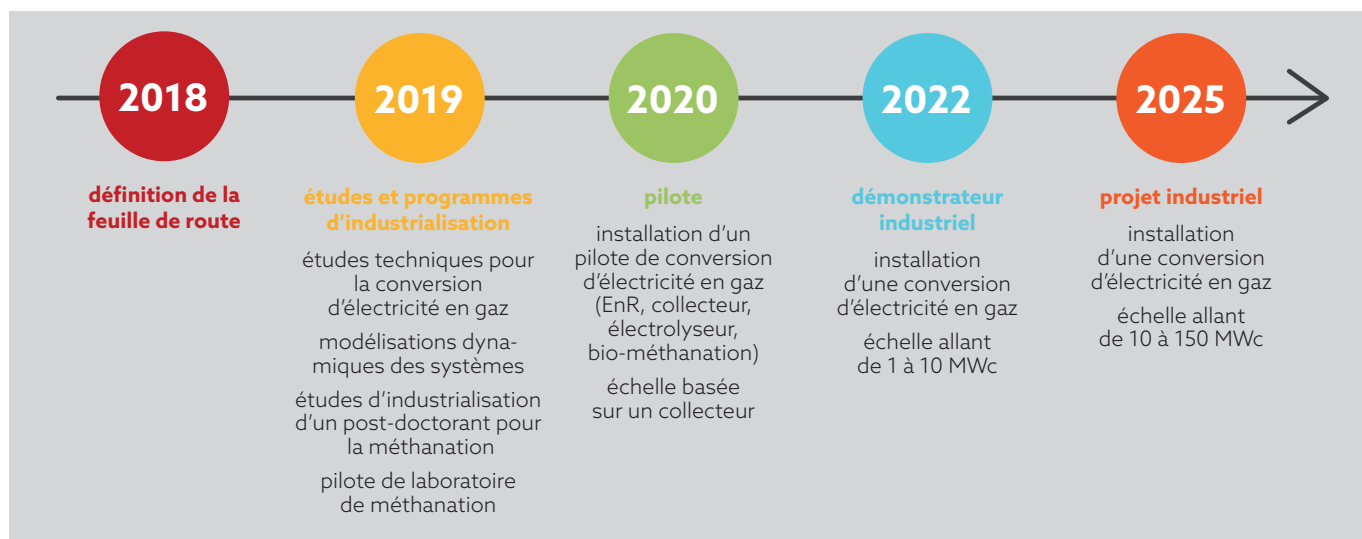 2018
définition de la
feuille de route
2019
études et programmes
d’industrialisation
études techniques pour
la conversion
d’électricité en gaz
modélisations dyna-
miques des systèmes
études d’industrialisation
d’un post-doctorant pour
la méthanation
pilote de laboratoire
de méthanation
2020
pilote
installation d’un
pilote de conversion
d’électricité en gaz
(EnR, collecteur,
électrolyseur,
bio-méthanation)
échelle basée
sur un collecteur
2022
démonstrateur
industriel
installation
d’une conversion
d’électricité en gaz
échelle allant
de 1 à 10 MWc
2025
projet industriel
installation
d’une conversion
d’électricité en gaz
échelle allant
de 10 à 150 MWc